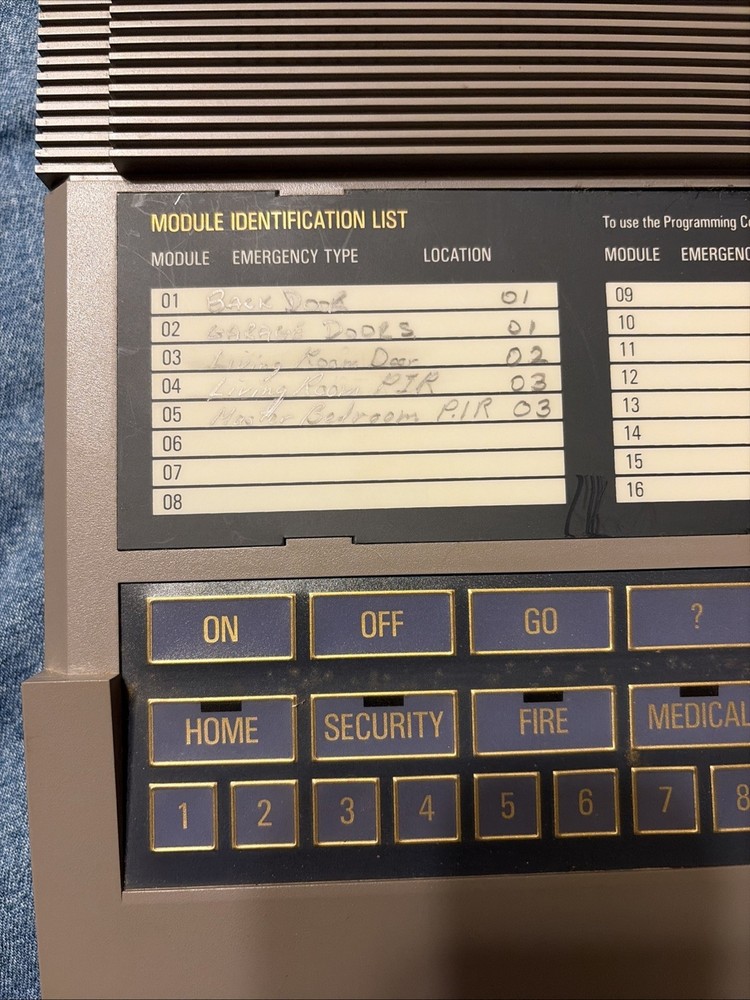 MODULE IDENTIFICATION LIST
To use the Programming
MODULE EMERGENCY TYPE LOCATION
MODULE
01 Back Door 01
02 GARAGE DOORS 01
03 Living Room Door 02
04 Living Room PIR 03
05 Master Bedroom P.I.R 03
06
07
08
09
10
11
12
13
14
15
16
ON OFF GO ?
HOME SECURITY FIRE MEDICAL
1 2 3 4 5 6 7 8